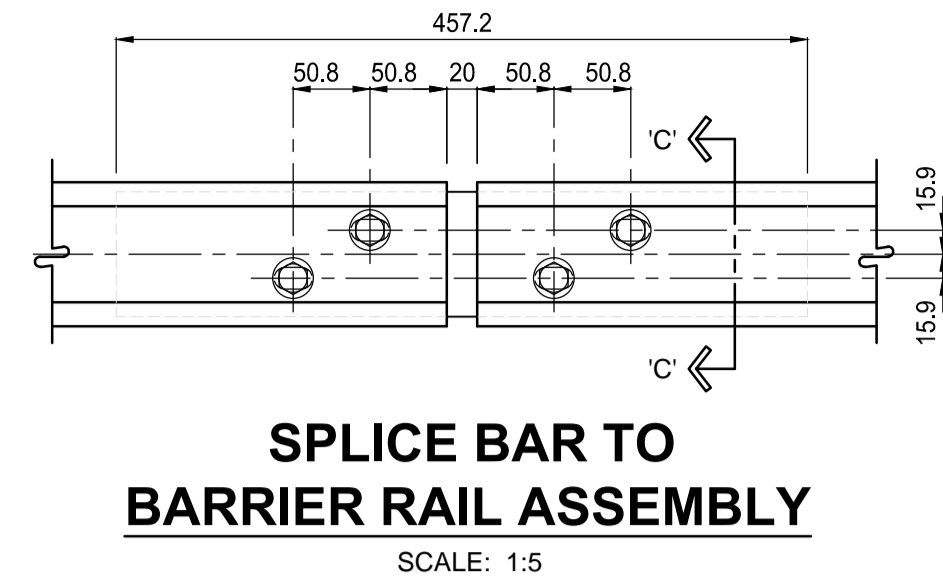 457.2
50.8 50.8 20 50.8 50.8
'C'
15.9
15.9
'C'
SPLICE BAR TO
BARRIER RAIL ASSEMBLY
SCALE: 1:5